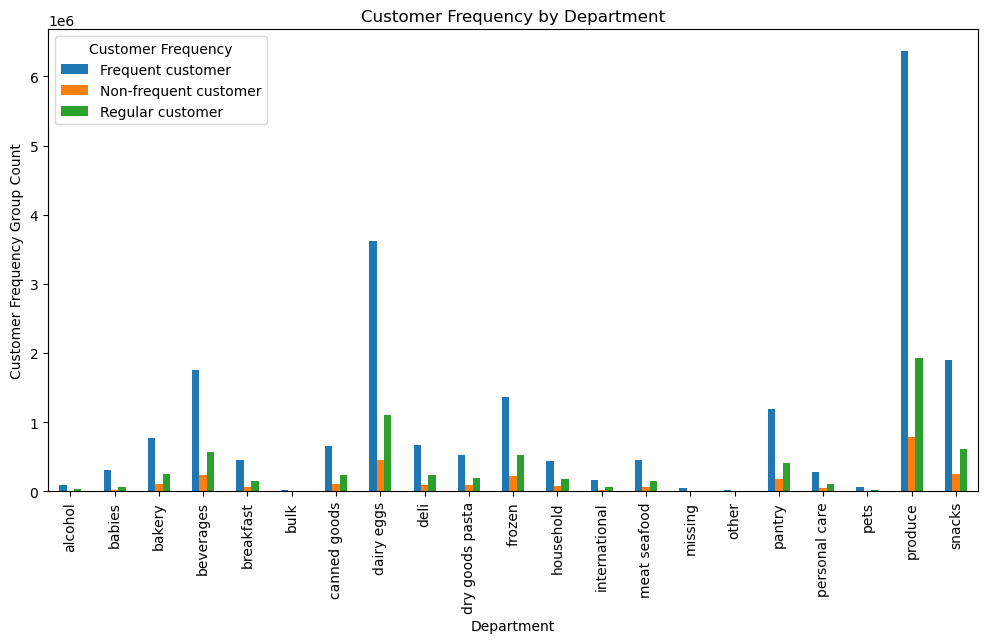 Customer Frequency by Department
1e6
Customer Frequency
Frequent customer
Non-frequent customer
Regular customer
Customer Frequency Group Count
6
5
4
3
2
1
0
alcohol
babies
bakery
beverages
breakfast
bulk
canned goods
dairy eggs
deli
dry goods pasta
frozen
household
international
meat seafood
missing
other
pantry
personal care
pets
produce
snacks
Department